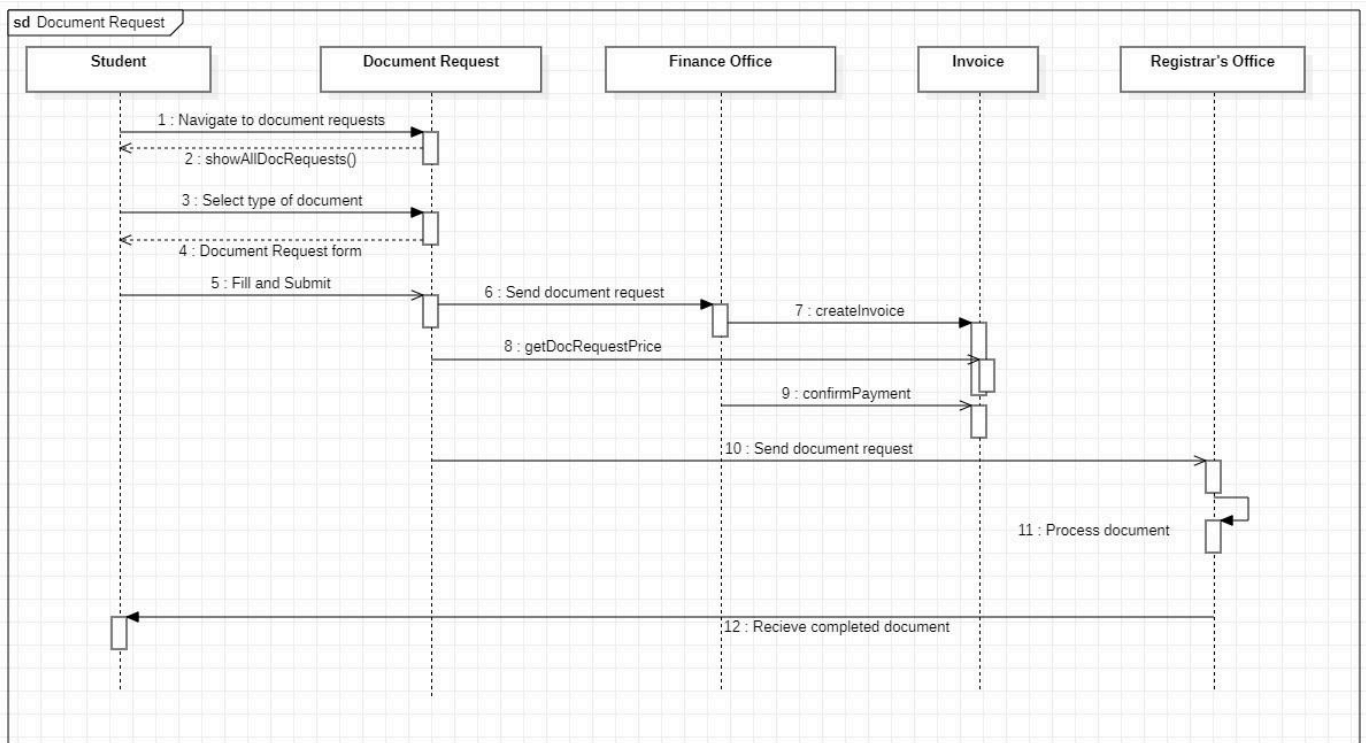 sd Document Request
Student
Document Request
Finance Office
Invoice
Registrar's Office
1 : Navigate to document requests
2 : showAllDocRequests()
3 : Select type of document
4 : Document Request form
5 : Fill and Submit
6 : Send document request
7 : createInvoice
8 : getDocRequestPrice
9 : confirmPayment
10 : Send document request
11 : Process document
12 : Recieve completed document